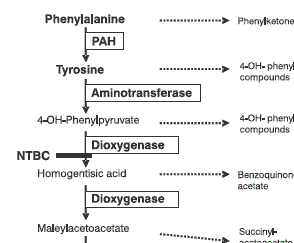 Phenylalanine
Phenylketone
PAH
Tyrosine
4-OH- phenyl
compounds
Aminotransferase
4-OH-Phenylpyruvate
4-OH- phenyl
compounds
Dioxygenase
NTBC
Homogentisic acid
Benzoquinon
acetate
Dioxygenase
Maleylacetoacetate
Succinyl-